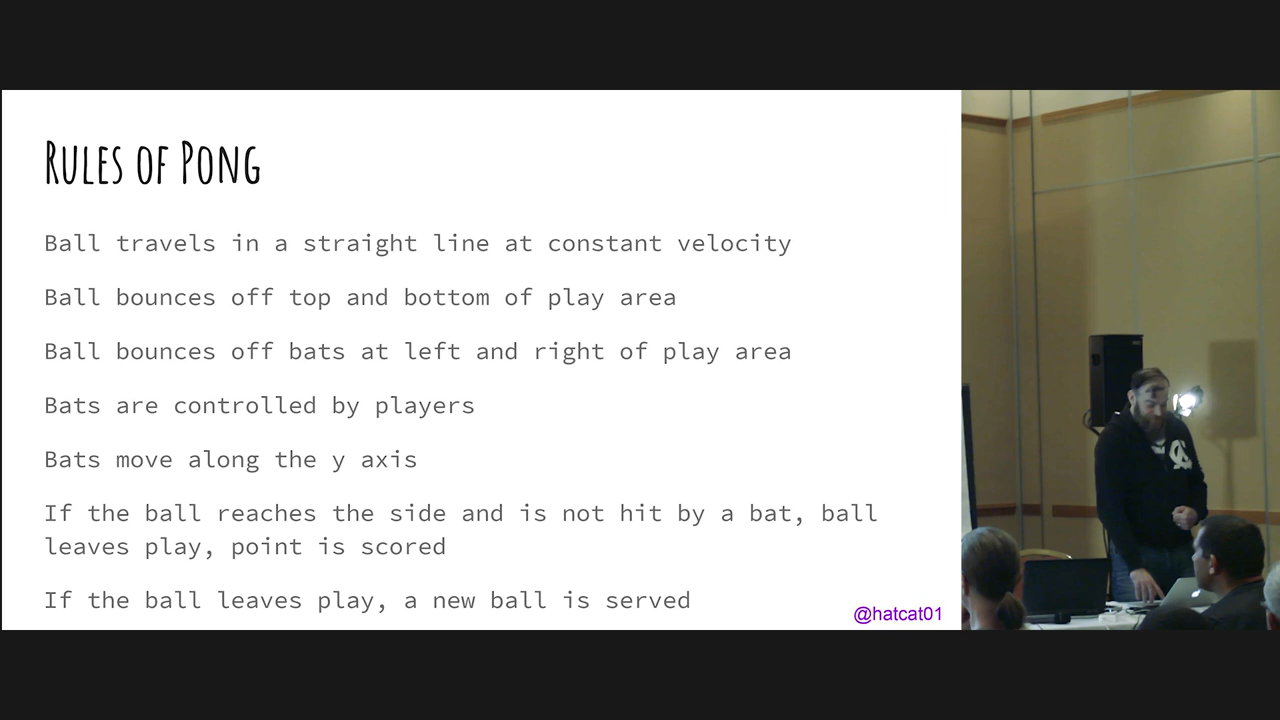 Rules of Pong
Ball travels in a straight line at constant velocity
Ball bounces off top and bottom of play area
Ball bounces off bats at left and right of play area
Bats are controlled by players
Bats move along the y axis
If the ball reaches the side and is not hit by a bat, ball
leaves play, point is scored
If the ball leaves play, a new ball is served
@hatcat01